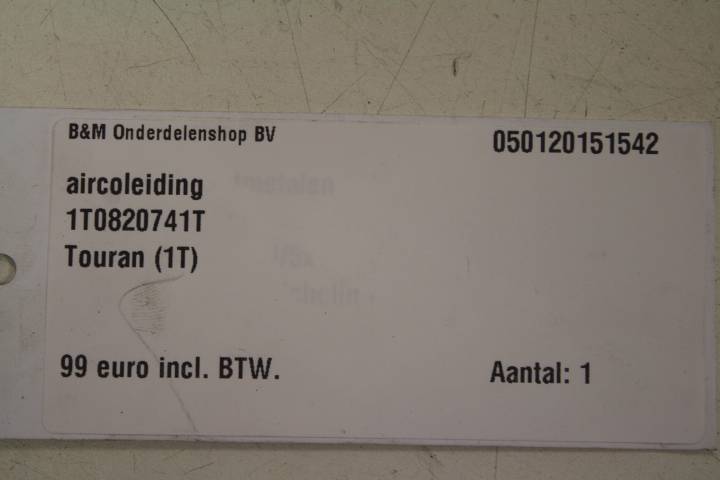 B&M Onderdelenshop BV 050120151542
aircoleiding
1T0820741T
Touran (1T)
99 euro incl. BTW. Aantal: 1